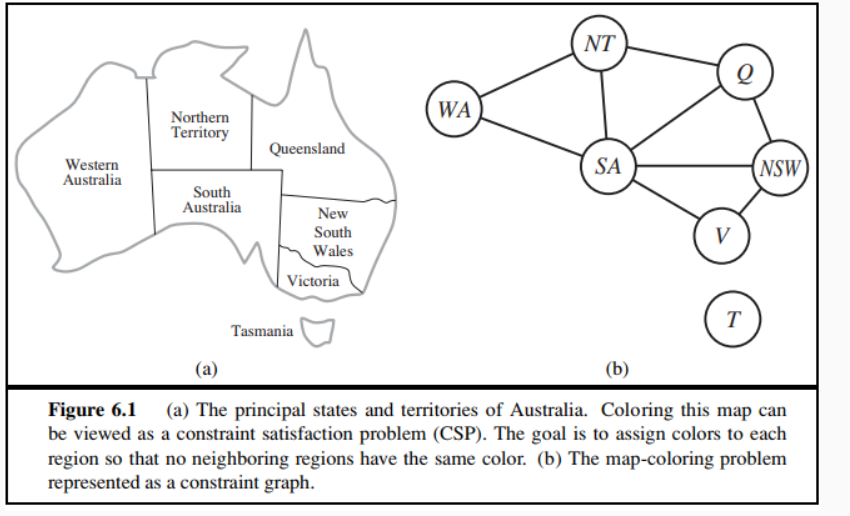 Northern
Territory
Western
Australia
Queensland
South
Australia
New
South
Wales
Victoria
Tasmania
(a)
NT
Q
WA
SA
NSW
V
T
(b)
Figure 6.1 (a) The principal states and territories of Australia. Coloring this map can
be viewed as a constraint satisfaction problem (CSP). The goal is to assign colors to each
region so that no neighboring regions have the same color. (b) The map-coloring problem
represented as a constraint graph.